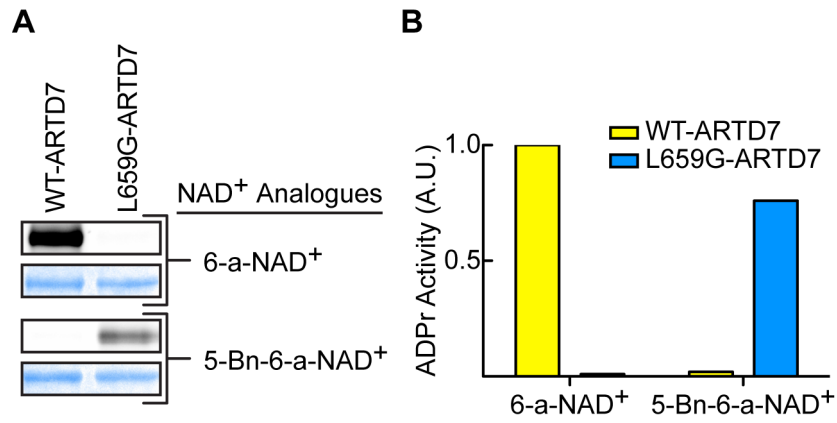 A
WT-ARTD7
L659G-ARTD7
NAD+ Analogues
6-a-NAD+
5-Bn-6-a-NAD+
B
WT-ARTD7
L659G-ARTD7
ADPr Activity (A.U.)
1.0
0.5
6-a-NAD+
5-Bn-6-a-NAD+